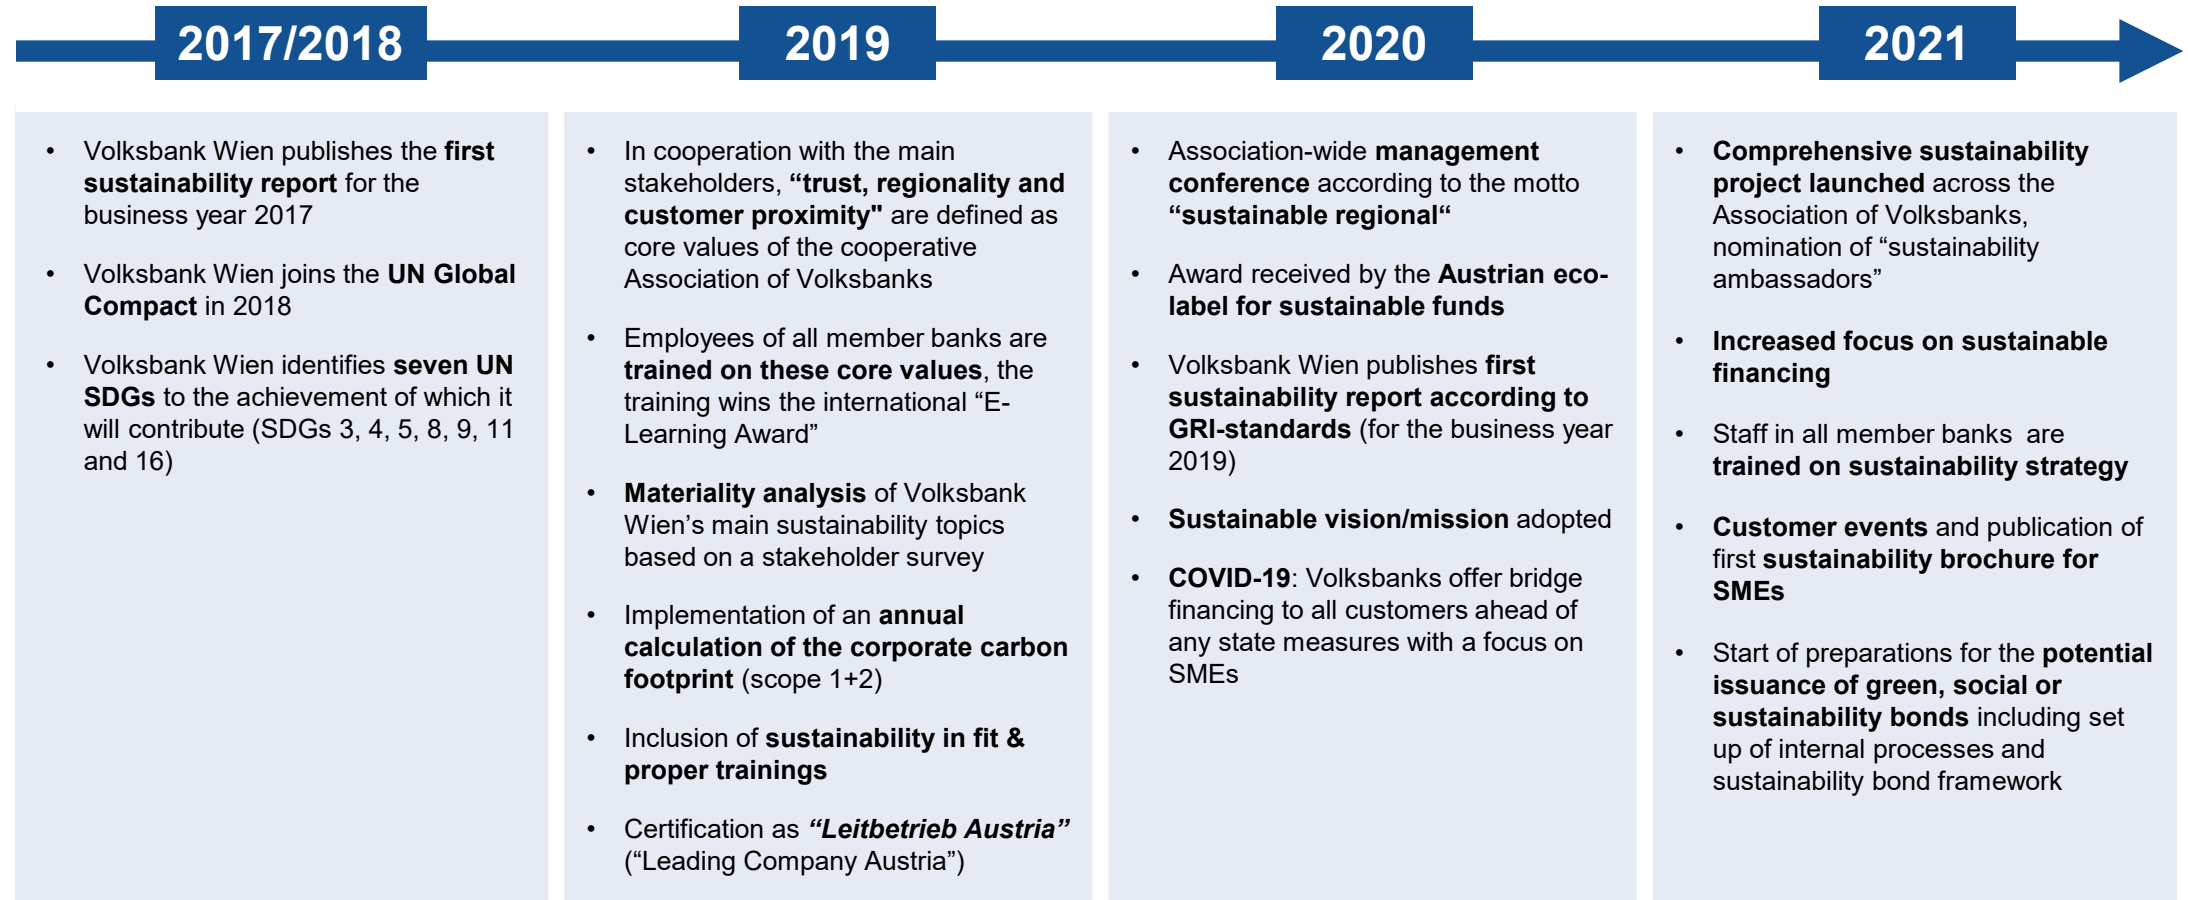 2017/2018
2019
2020
2021
• Volksbank Wien publishes the first
sustainability report for the
business year 2017
• Volksbank Wien joins the UN Global
Compact in 2018
• Volksbank Wien identifies seven UN
SDGs to the achievement of which it
will contribute (SDGs 3, 4, 5, 8, 9, 11
and 16)
• In cooperation with the main
stakeholders, “trust, regionality and
customer proximity" are defined as
core values of the cooperative
Association of Volksbanks
• Employees of all member banks are
trained on these core values, the
training wins the international “E-
Learning Award”
• Materiality analysis of Volksbank
Wien’s main sustainability topics
based on a stakeholder survey
• Implementation of an annual
calculation of the corporate carbon
footprint (scope 1+2)
• Inclusion of sustainability in fit &
proper trainings
• Certification as “Leitbetrieb Austria”
(“Leading Company Austria”)
• Association-wide management
conference according to the motto
“sustainable regional“
• Award received by the Austrian eco-
label for sustainable funds
• Volksbank Wien publishes first
sustainability report according to
GRI-standards (for the business year
2019)
• Sustainable vision/mission adopted
• COVID-19: Volksbanks offer bridge
financing to all customers ahead of
any state measures with a focus on
SMEs
• Comprehensive sustainability
project launched across the
Association of Volksbanks,
nomination of “sustainability
ambassadors”
• Increased focus on sustainable
financing
• Staff in all member banks  are
trained on sustainability strategy
• Customer events and publication of
first sustainability brochure for
SMEs
• Start of preparations for the potential
issuance of green, social or
sustainability bonds including set
up of internal processes and
sustainability bond framework